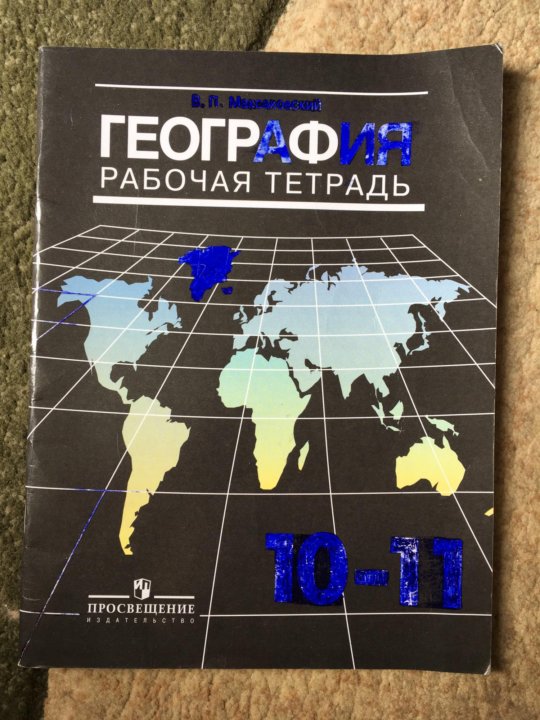 В. П. Максаковский
ГЕОГРАФИЯ
РАБОЧАЯ ТЕТРАДЬ
10-11
ПРОСВЕЩЕНИЕ
ИЗДАТЕЛЬСТВО